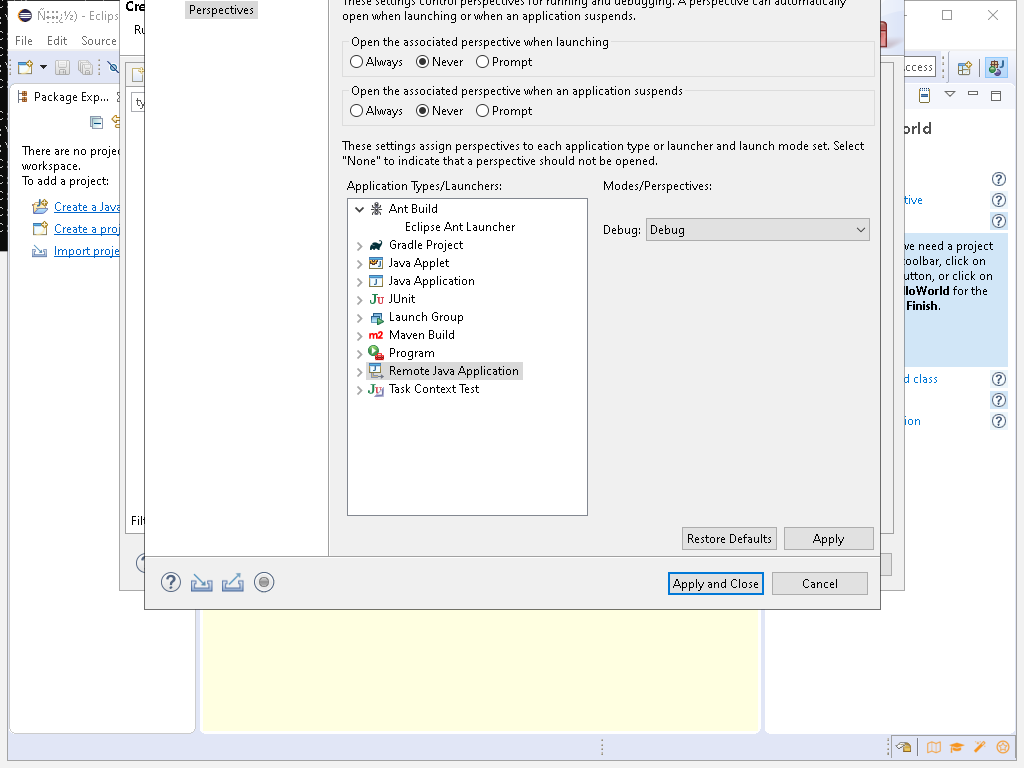 - Eclips
Cre
File Edit Source
Ru
Perspectives
These settings control perspectives for running and debugging. A perspective can automatically
open when launching or when an application suspends.
Open the associated perspective when launching
Always Never Prompt
Open the associated perspective when an application suspends
Always Never Prompt
These settings assign perspectives to each application type or launcher and launch mode set. Select
"None" to indicate that a perspective should not be opened.
Application Types/Launchers:
Modes/Perspectives:
Ant Build
Eclipse Ant Launcher
Gradle Project
Java Applet
Java Application
JUnit
Launch Group
Maven Build
Program
Remote Java Application
Task Context Test
Debug: Debug
Restore Defaults Apply
Apply and Close Cancel
Package Exp...
ty
There are no proje
workspace.
To add a project:
Create a Java
Create a proj
Import proje
Filt
ccess
orld
tive
we need a project
toolbar, click on
utton, or click on
lloWorld for the
Finish.
d class
ion